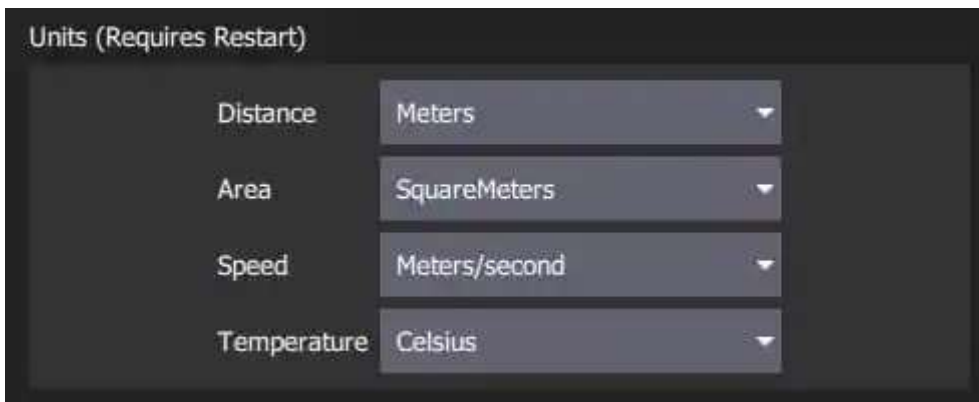 Units (Requires Restart)
Distance Meters
Area SquareMeters
Speed Meters/second
Temperature Celsius